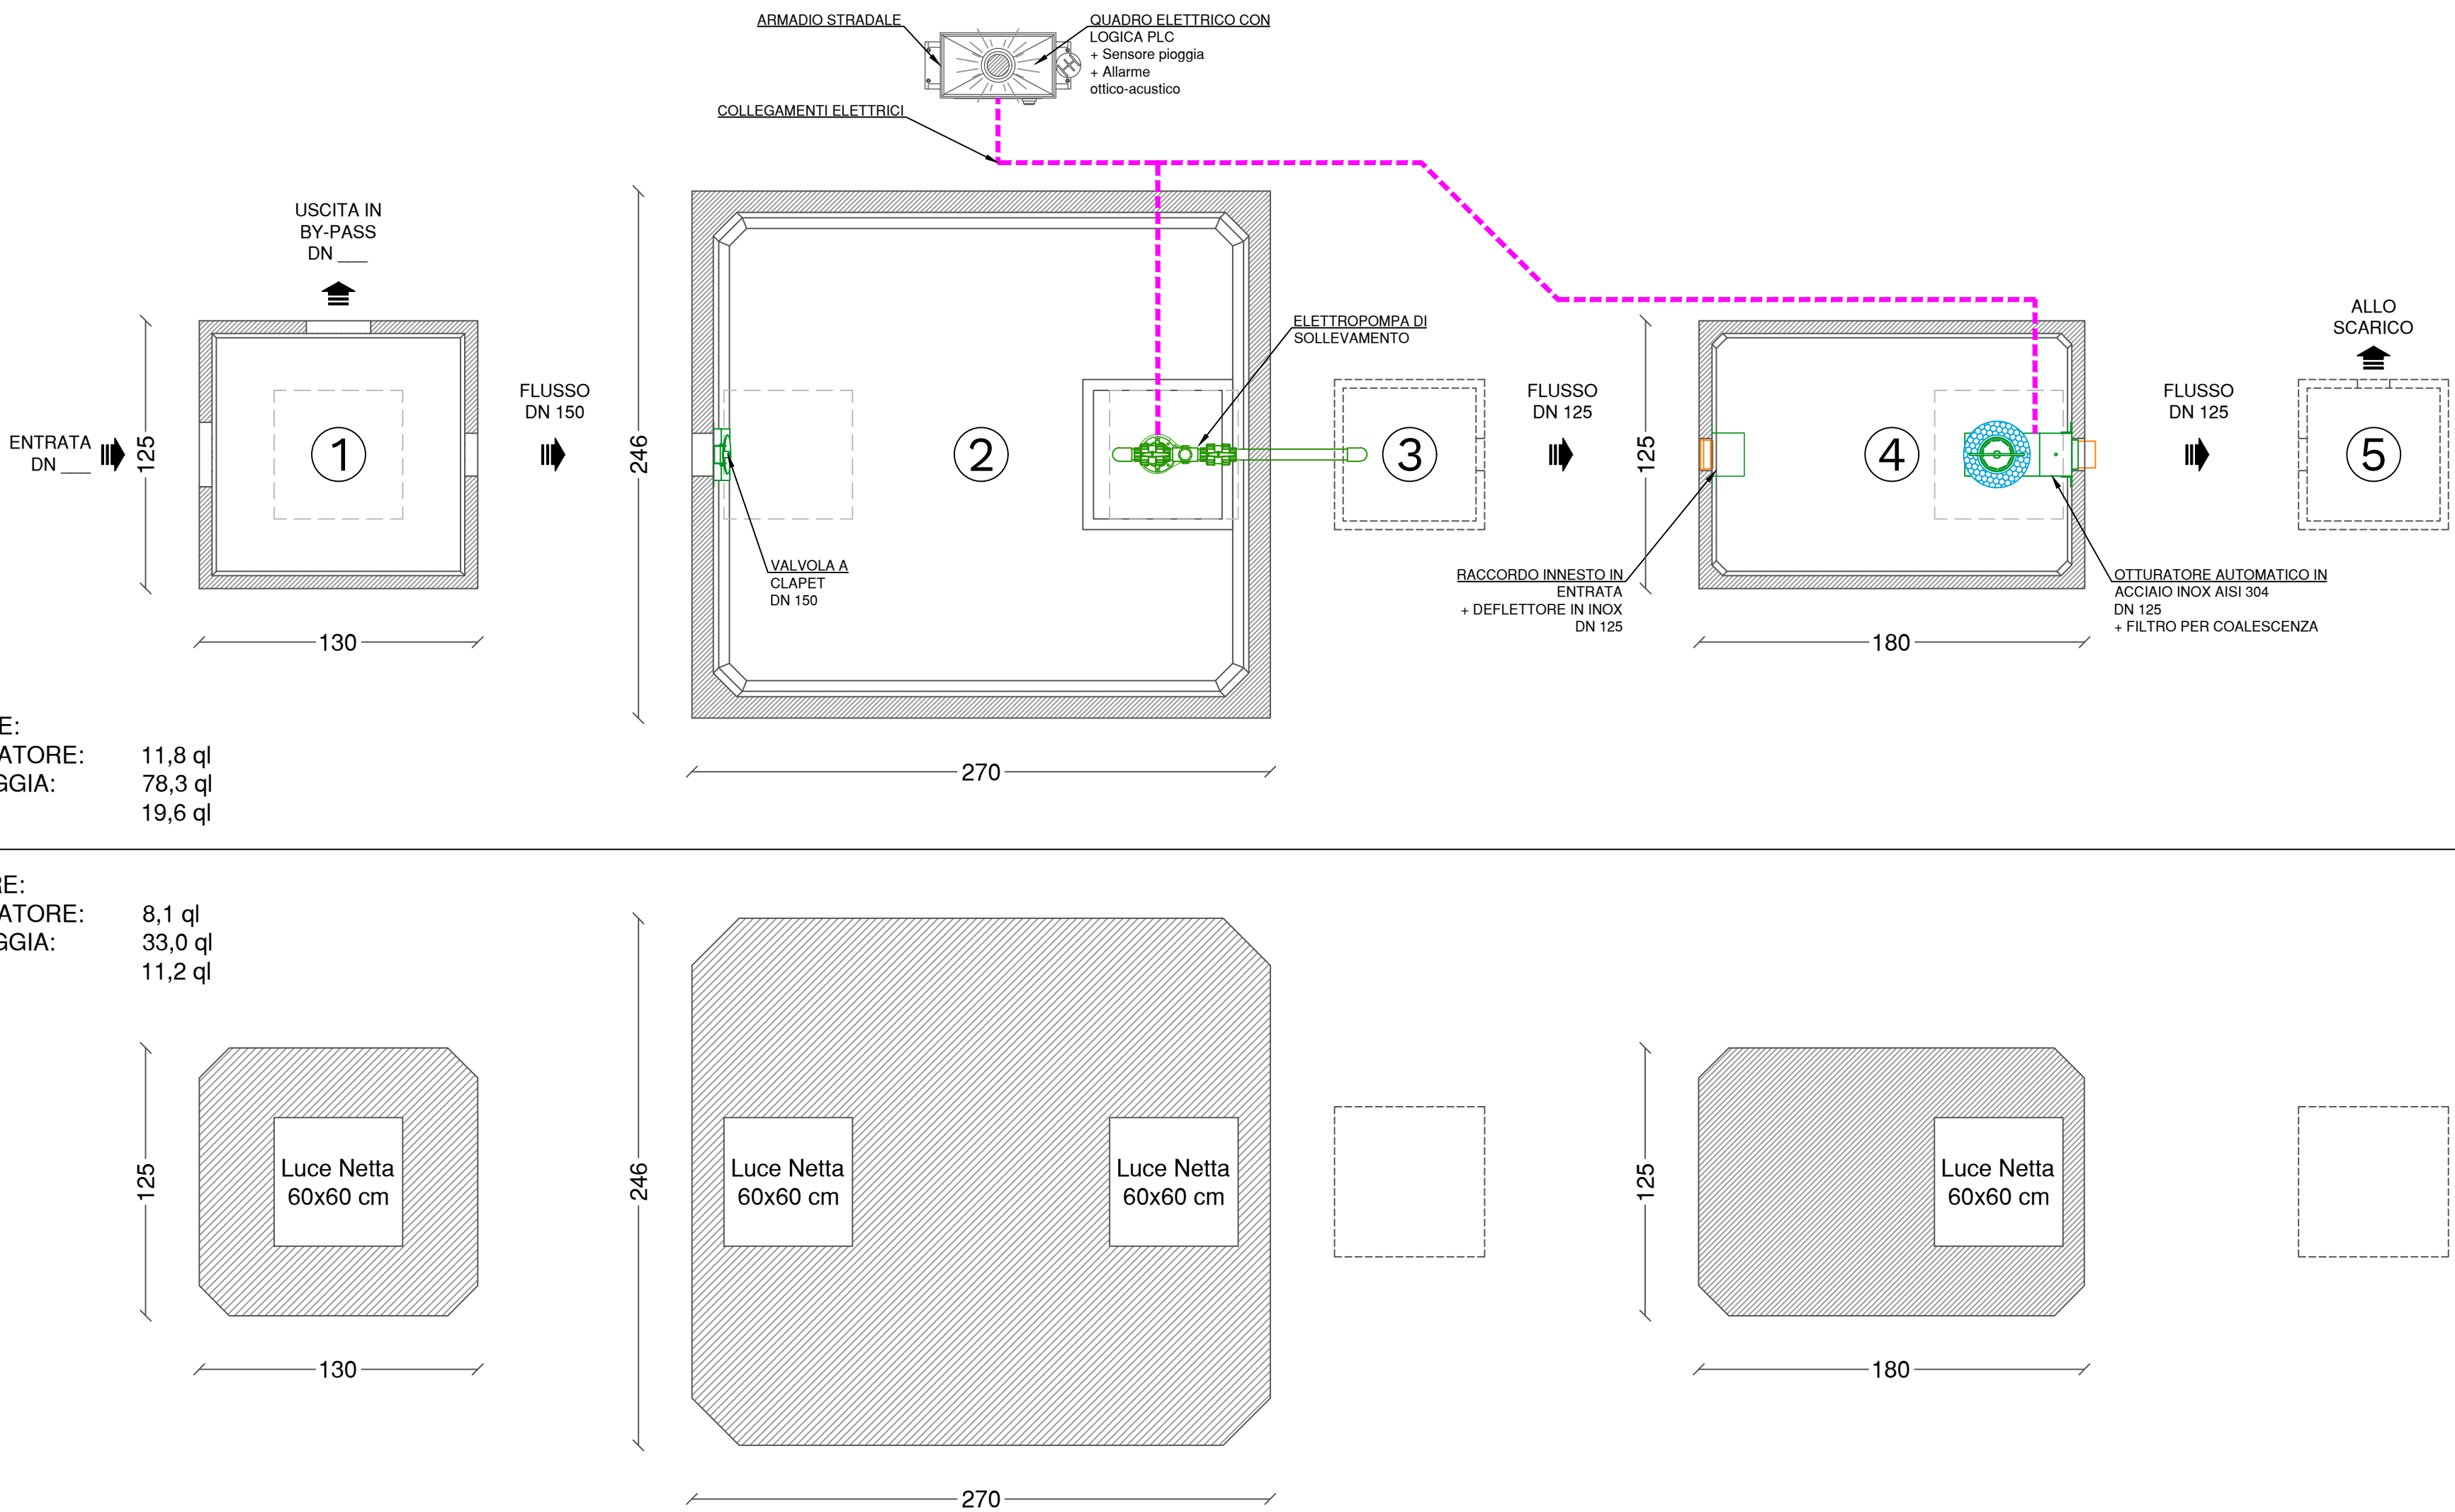 ARMADIO STRADALE
QUADRO ELETTRICO CON
LOGICA PLC
+ Sensore pioggia
+ Allarme
ottico-acustico
COLLEGAMENTI ELETTRICI
USCITA IN
BY-PASS
DN ___
ENTRATA
DN ___
125
1
130
FLUSSO
DN 150
246
2
VALVOLA A
CLAPET
DN 150
270
ELETTROPOMPA DI
SOLLEVAMENTO
3
FLUSSO
DN 125
125
4
RACCORDO INNESTO IN
ENTRATA
+ DEFLETTORE IN INOX
DN 125
180
OTTURATORE AUTOMATICO IN
ACCIAIO INOX AISI 304
DN 125
+ FILTRO PER COALESCENZA
FLUSSO
DN 125
ALLO
SCARICO
5
E:
ATORE: 11,8 ql
GGIA: 78,3 ql
19,6 ql
RE:
ATORE: 8,1 ql
GGIA: 33,0 ql
11,2 ql
125
Luce Netta
60x60 cm
130
246
Luce Netta
60x60 cm
Luce Netta
60x60 cm
270
125
Luce Netta
60x60 cm
180